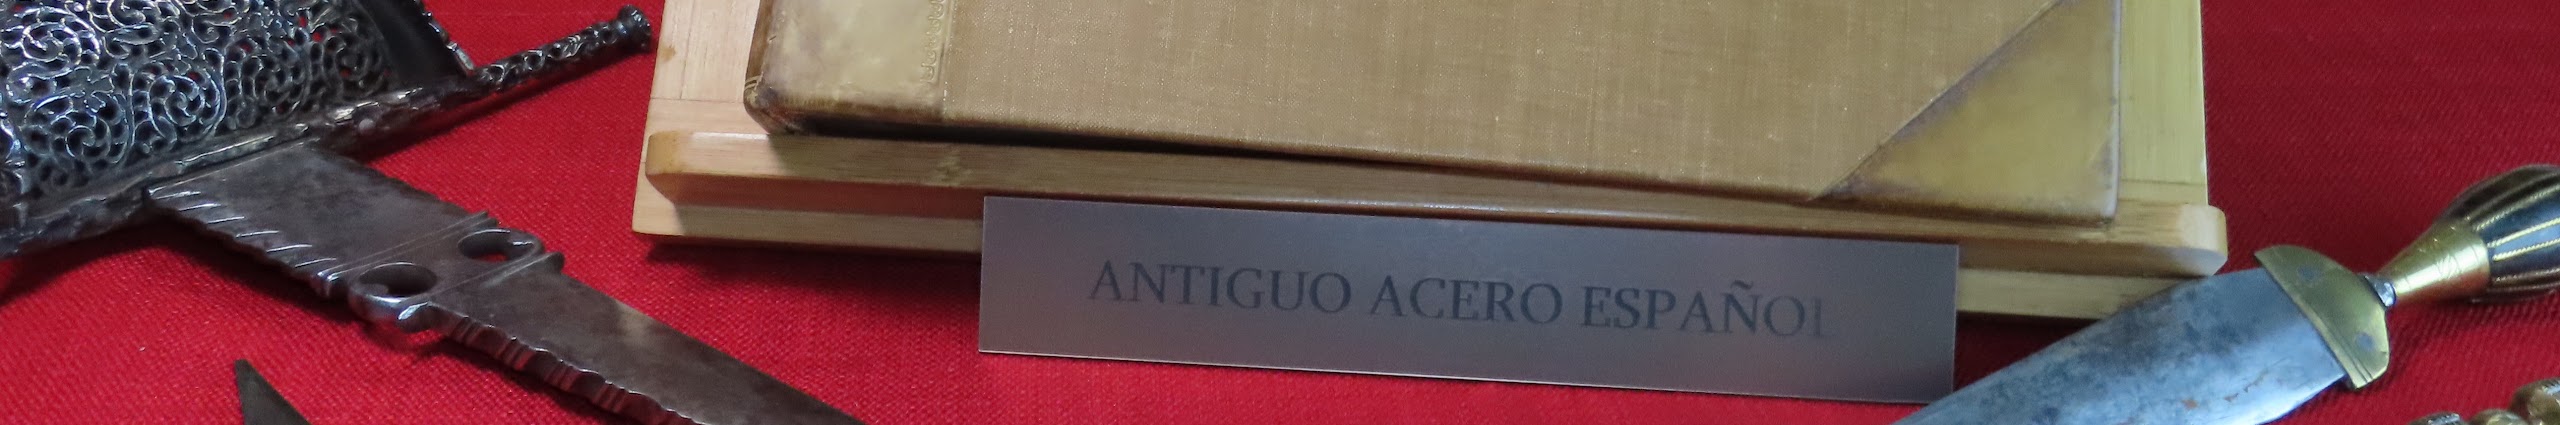 ANTIGUO ACERO ESPAÑOL